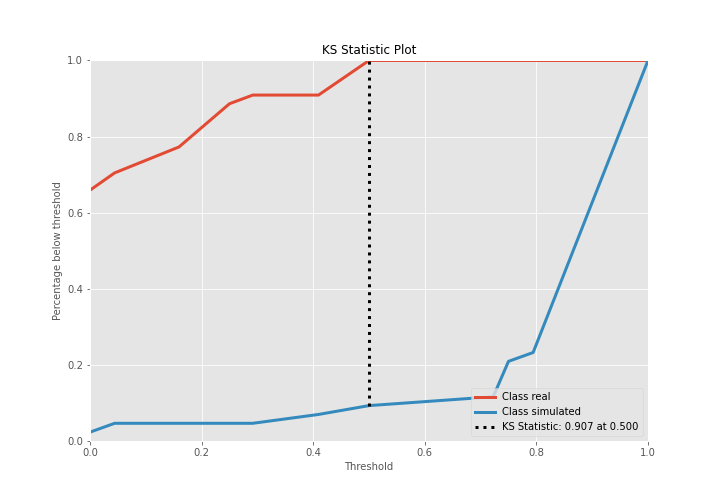 KS Statistic Plot
1.0
0.8
0.6
0.4
0.2
0.0
Percentage below threshold
0.0 0.2 0.4 0.6 0.8 1.0
Threshold
Class real
Class simulated
KS Statistic: 0.907 at 0.500